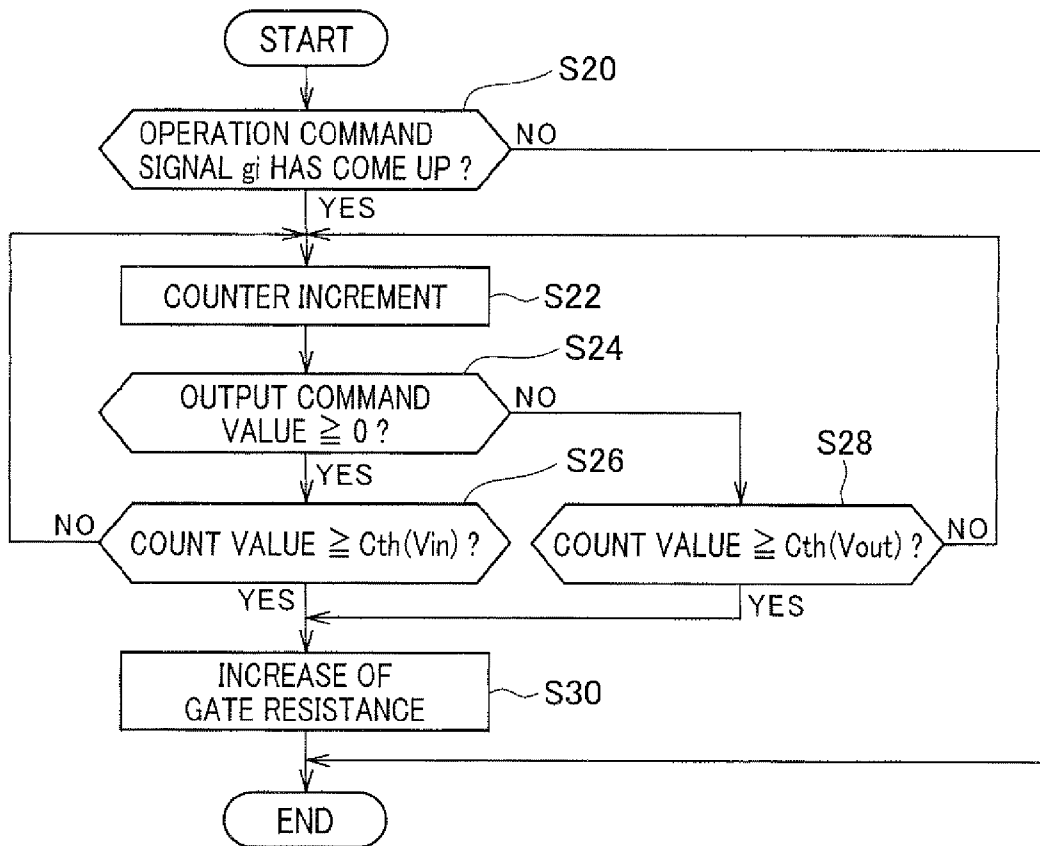 START
S20
OPERATION COMMAND
SIGNAL gi HAS COME UP ?
NO
YES
COUNTER INCREMENT
S22
S24
OUTPUT COMMAND
VALUE ≧ 0 ?
NO
YES
S26
S28
NO
COUNT VALUE ≧ Cth(Vin) ?
COUNT VALUE ≧ Cth(Vout) ?
NO
YES
YES
INCREASE OF
GATE RESISTANCE
S30
END